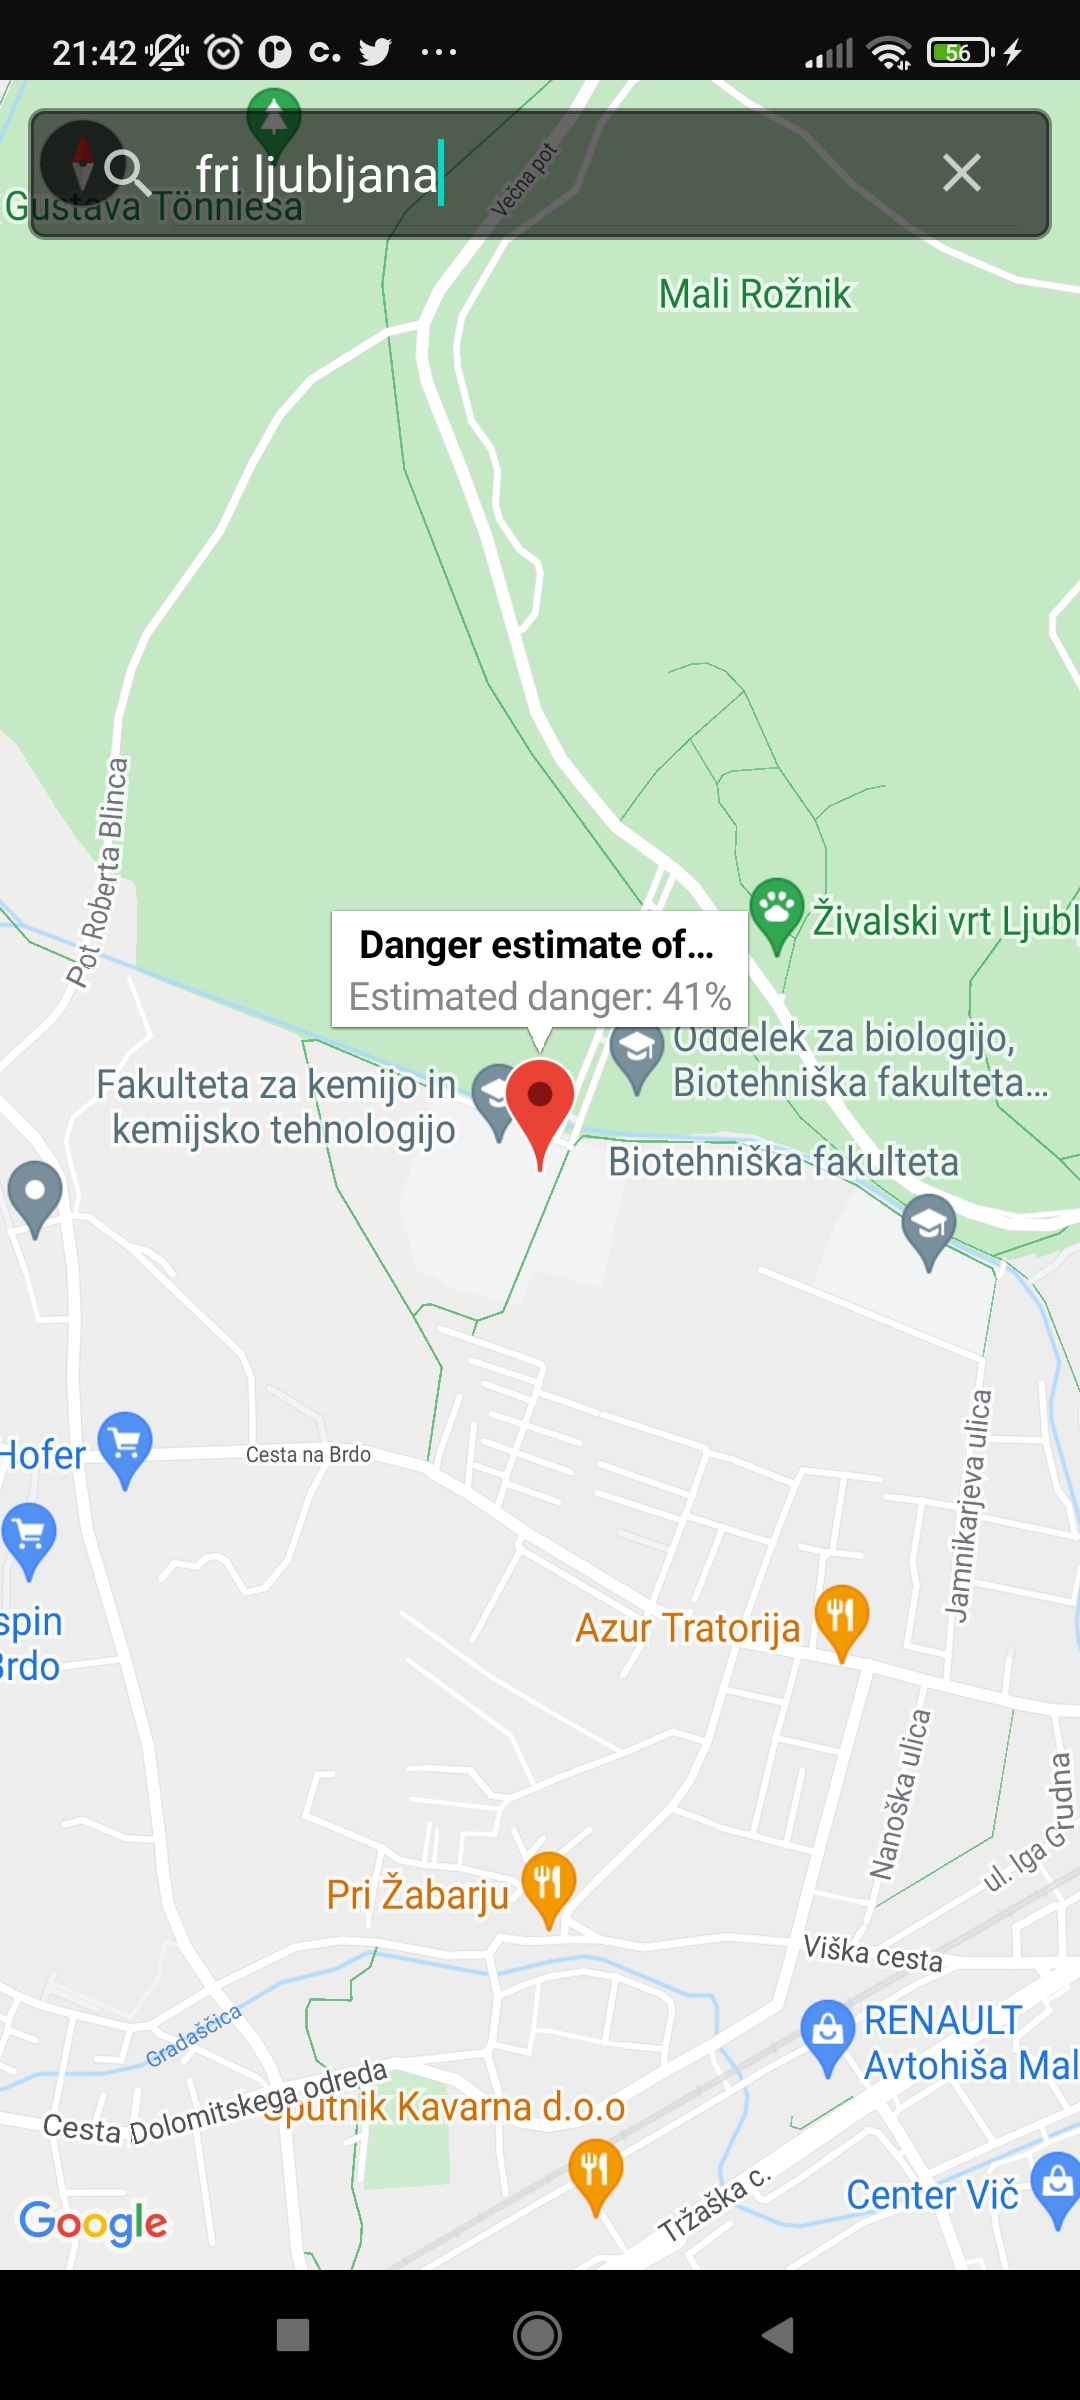 21:42
56
fri ljubljana
Gustava Tönniesa
Večna pot
Mali Rožnik
Pot Roberta Blinca
Danger estimate of...
Estimated danger: 41%
Živalski vrt Ljubl
Oddelek za biologijo,
Biotehniška fakulteta...
Fakulteta za kemijo in
kemijsko tehnologijo
Biotehniška fakulteta
Hofer
Cesta na Brdo
Jamnikarjeva ulica
spin
Brdo
Azur Tratorija
Nanoška ulica
ul. Iga Grudna
Pri Žabarju
Viška cesta
Gradaščica
RENAULT
Avtohiša Mal
Cesta Dolomitskega odreda
Sputnik Kavarna d.o.o
Tržaška c.
Center Vič
Google